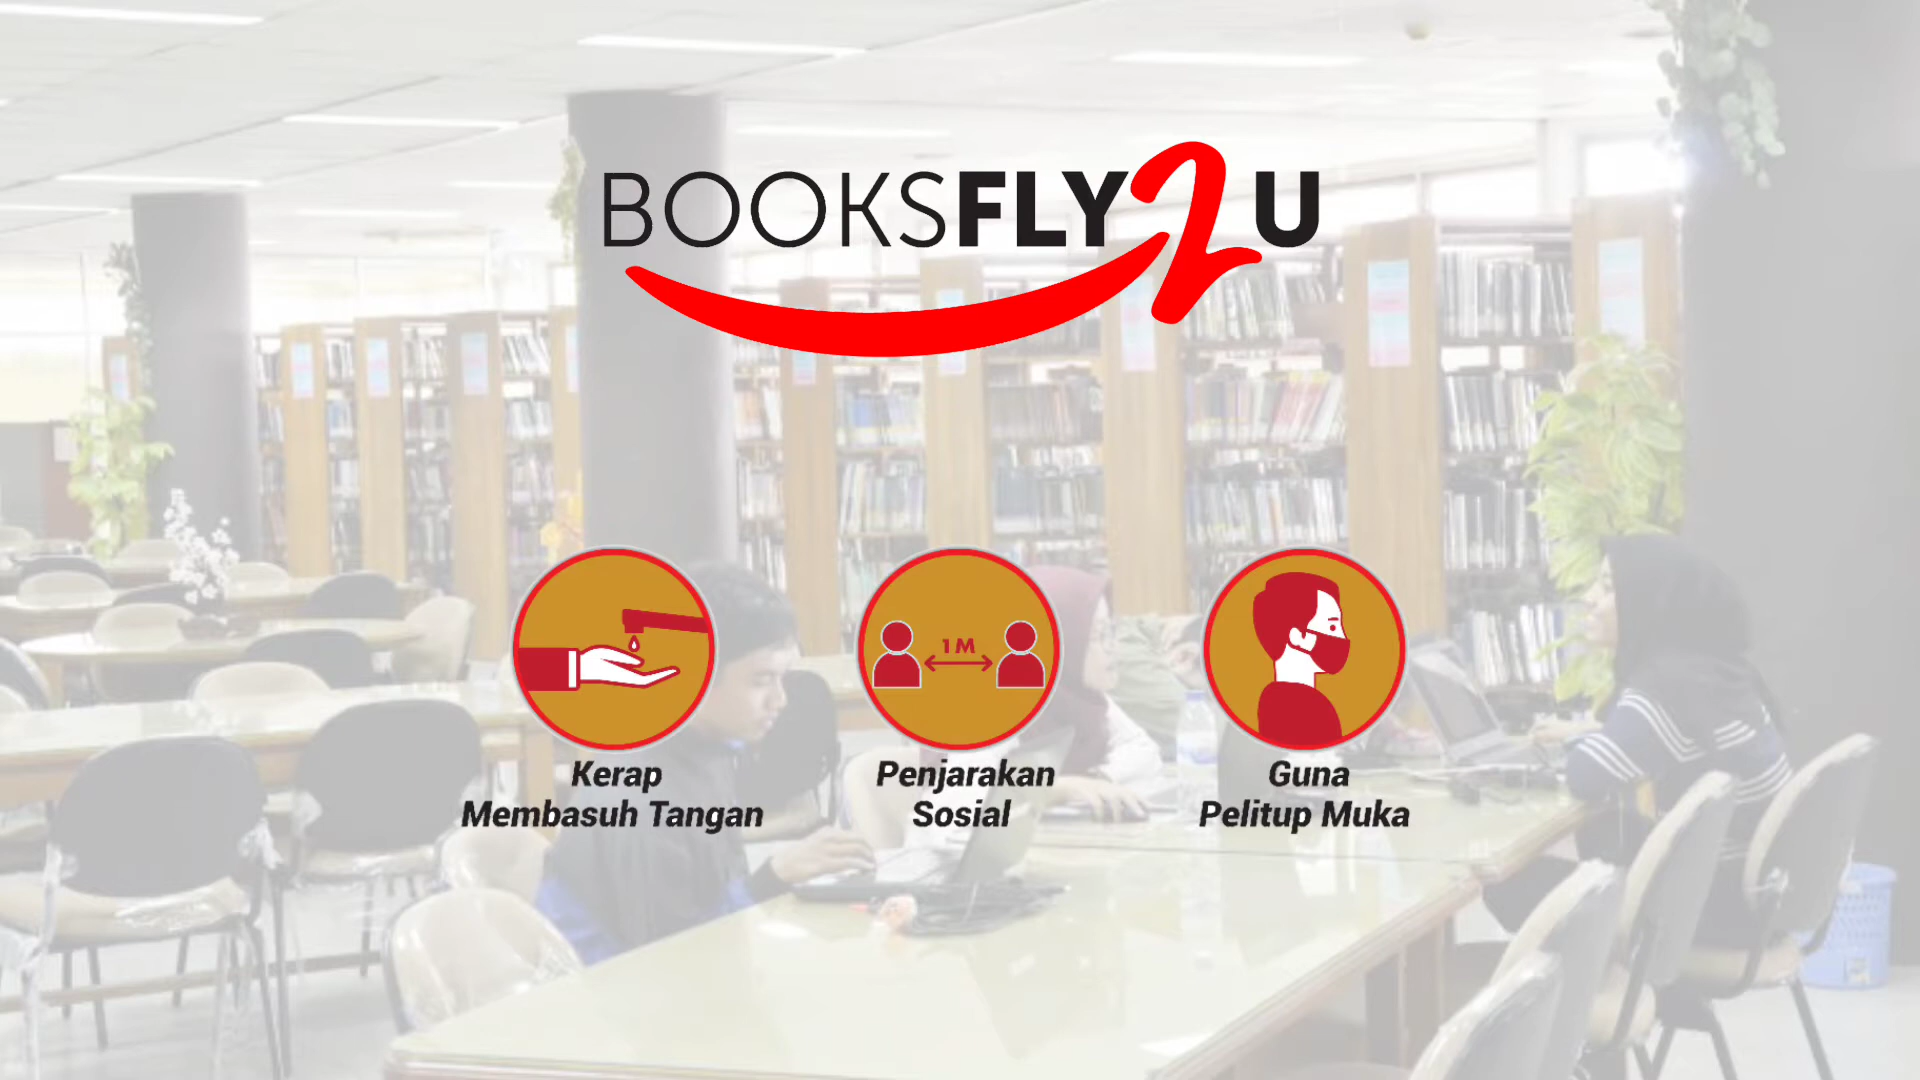 BOOKSFLY2U
1M
Kerap
Membasuh Tangan
Penjarakan
Sosial
Guna
Pelitup Muka